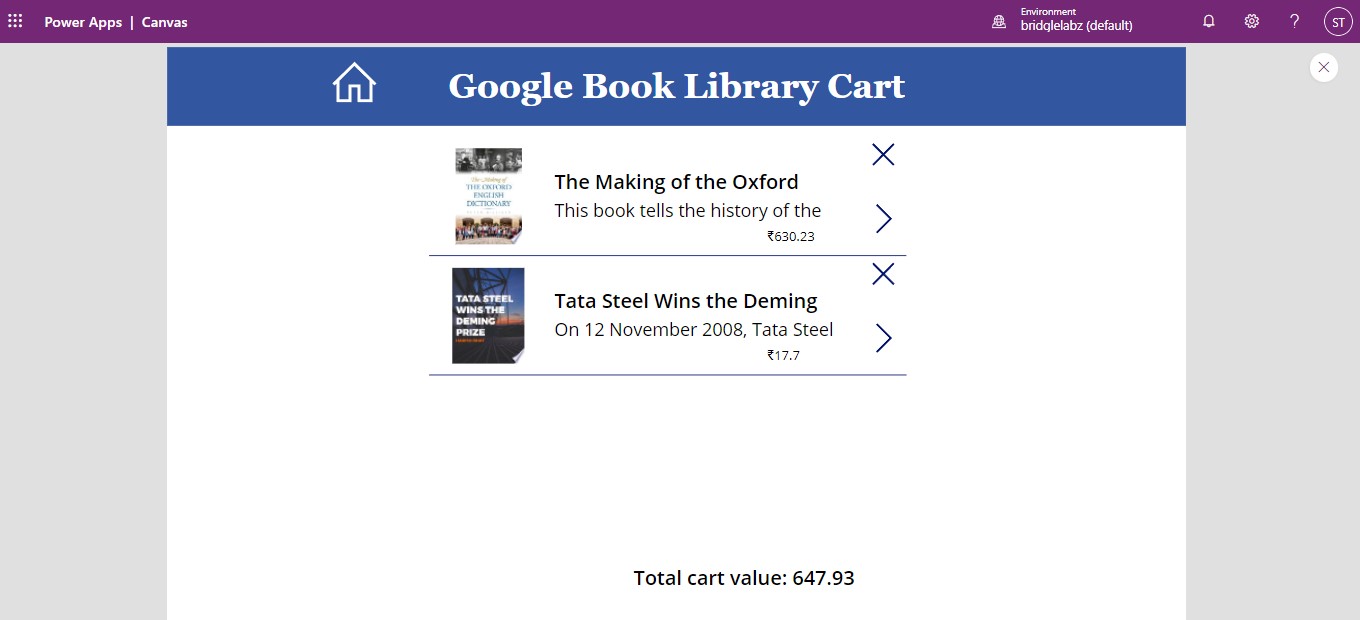 Power Apps | Canvas
Environment
bridglelabz (default)
?
ST
Google Book Library Cart
The Making of
THE OXFORD
ENGLISH
DICTIONARY
The Making of the Oxford
This book tells the history of the
₹630.23
TATA STEEL
WINS THE
DEMING
PRIZE
Tata Steel Wins the Deming
On 12 November 2008, Tata Steel
₹17.7
Total cart value: 647.93